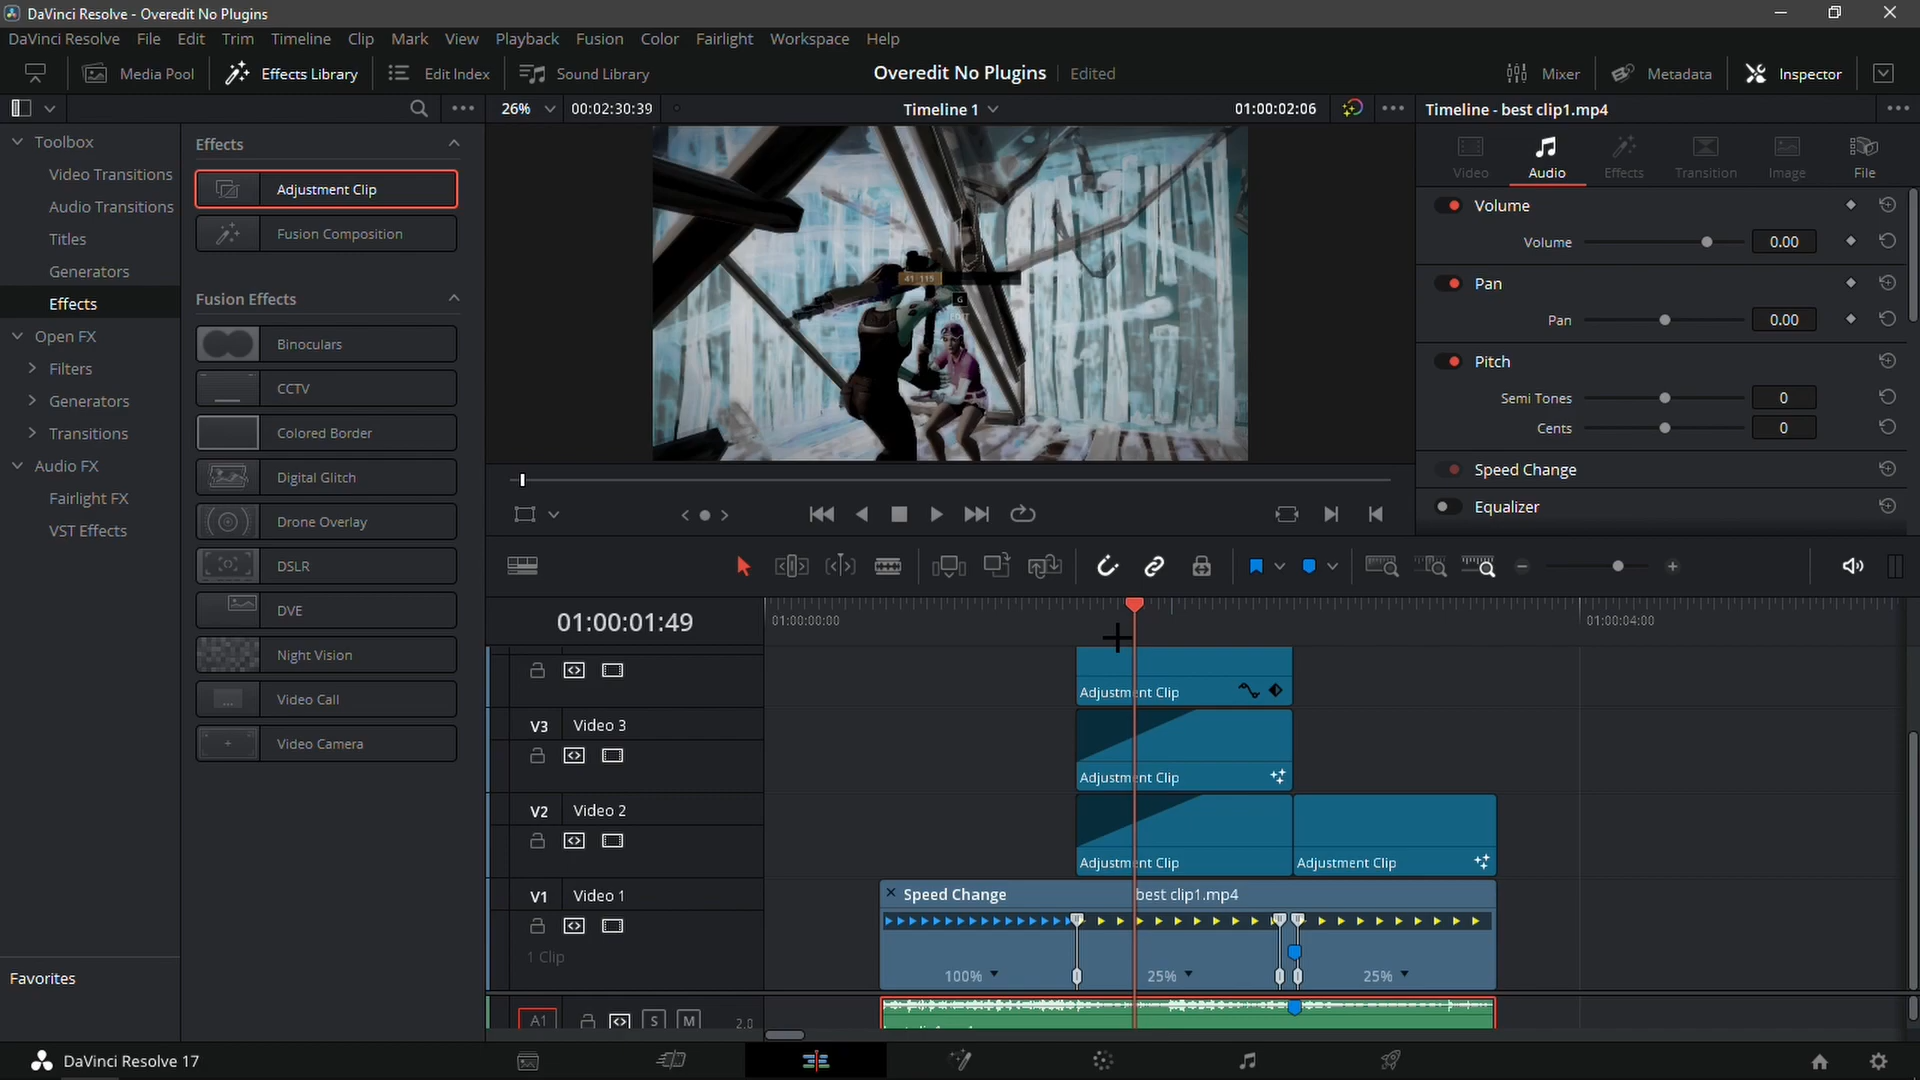 DaVinci Resolve - Overedit No Plugins
DaVinci Resolve File Edit Trim Timeline Clip Mark View Playback Fusion Color Fairlight Workspace Help
Media Pool Effects Library Edit Index Sound Library Overedit No Plugins Edited Mixer Metadata Inspector
26% 00:02:30:39 Timeline 1 01:00:02:06 Timeline - best clip1.mp4
Toolbox
Video Transitions
Audio Transitions
Titles
Generators
Effects
Open FX
Filters
Generators
Transitions
Audio FX
Fairlight FX
VST Effects
Favorites
Effects
Adjustment Clip
Fusion Composition
Fusion Effects
Binoculars
CCTV
Colored Border
Digital Glitch
Drone Overlay
DSLR
DVE
Night Vision
Video Call
Video Camera
41 115
G
EDIT
Video Audio Effects Transition Image File
Volume
Volume 0.00
Pan
Pan 0.00
Pitch
Semi Tones 0
Cents 0
Speed Change
Equalizer
01:00:01:49 01:00:00:00 01:00:04:00
Adjustment Clip
V3 Video 3
Adjustment Clip
V2 Video 2
Adjustment Clip Adjustment Clip
V1 Video 1 Speed Change best clip1.mp4
1 Clip 100% 25% 25%
A1 S M 2.0
DaVinci Resolve 17